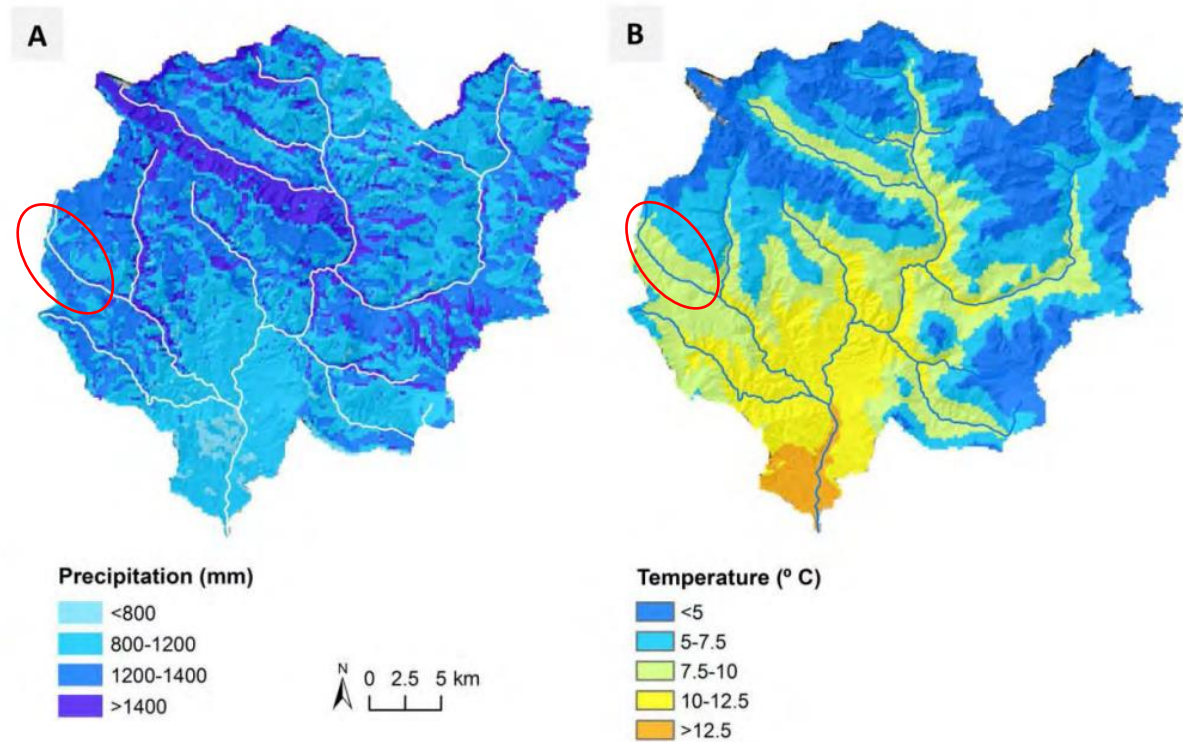 A
B
Precipitation (mm)
<800
800-1200
1200-1400
>1400
N
0 2.5 5 km
Temperature (º C)
<5
5-7.5
7.5-10
10-12.5
>12.5